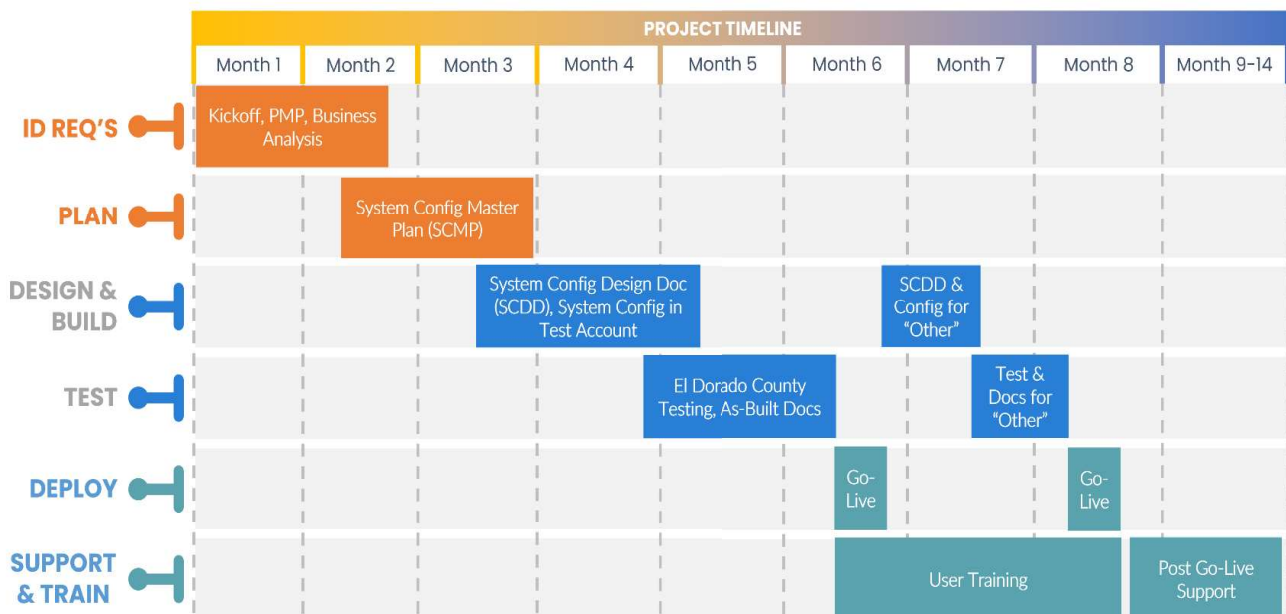 PROJECT TIMELINE
Month 1
Month 2
Month 3
Month 4
Month 5
Month 6
Month 7
Month 8
Month 9-14
ID REQ'S
Kickoff, PMP, Business
Analysis
PLAN
System Config Master
Plan (SCMP)
DESIGN &
BUILD
System Config Design Doc
(SCDD), System Config in
Test Account
SCDD &
Config for
“Other”
TEST
El Dorado County
Testing, As-Built Docs
Test &
Docs for
“Other”
DEPLOY
Go-
Live
Go-
Live
SUPPORT
& TRAIN
User Training
Post Go-Live
Support